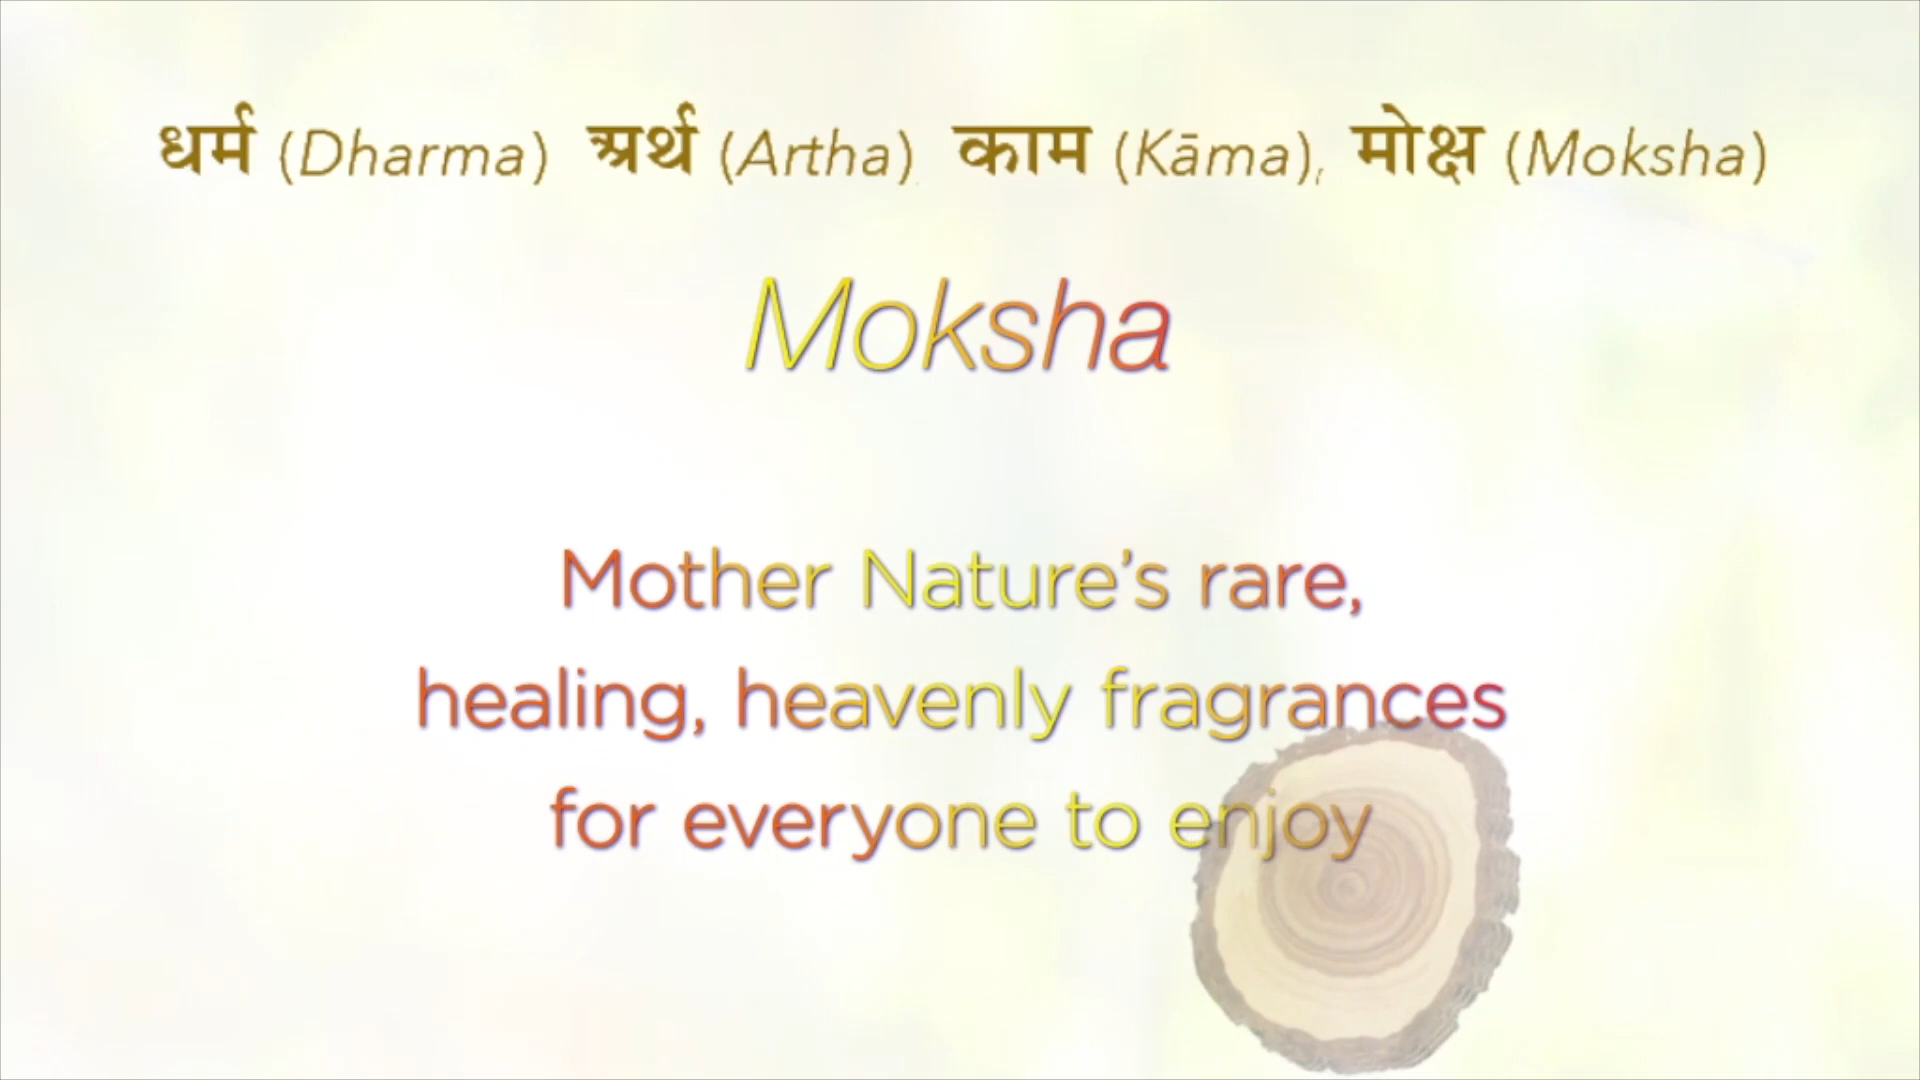 धर्म (Dharma) अर्थ (Artha) काम (Kāma), मोक्ष (Moksha)
Moksha
Mother Nature’s rare,
healing, heavenly fragrances
for everyone to enjoy